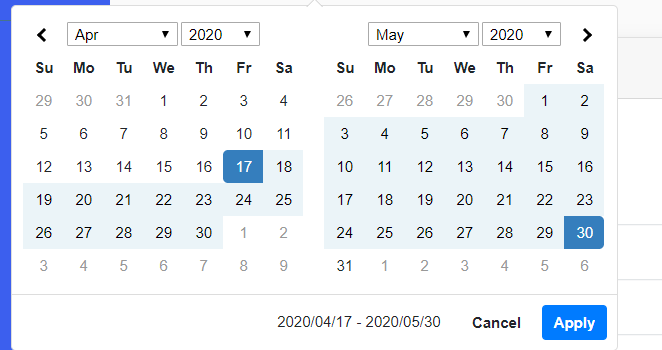 Apr 2020 May 2020
Su Mo Tu We Th Fr Sa Su Mo Tu We Th Fr Sa
29 30 31 1 2 3 4 26 27 28 29 30 1 2
5 6 7 8 9 10 11 3 4 5 6 7 8 9
12 13 14 15 16 17 18 10 11 12 13 14 15 16
19 20 21 22 23 24 25 17 18 19 20 21 22 23
26 27 28 29 30 1 2 24 25 26 27 28 29 30
3 4 5 6 7 8 9 31 1 2 3 4 5 6
2020/04/17 - 2020/05/30 Cancel Apply